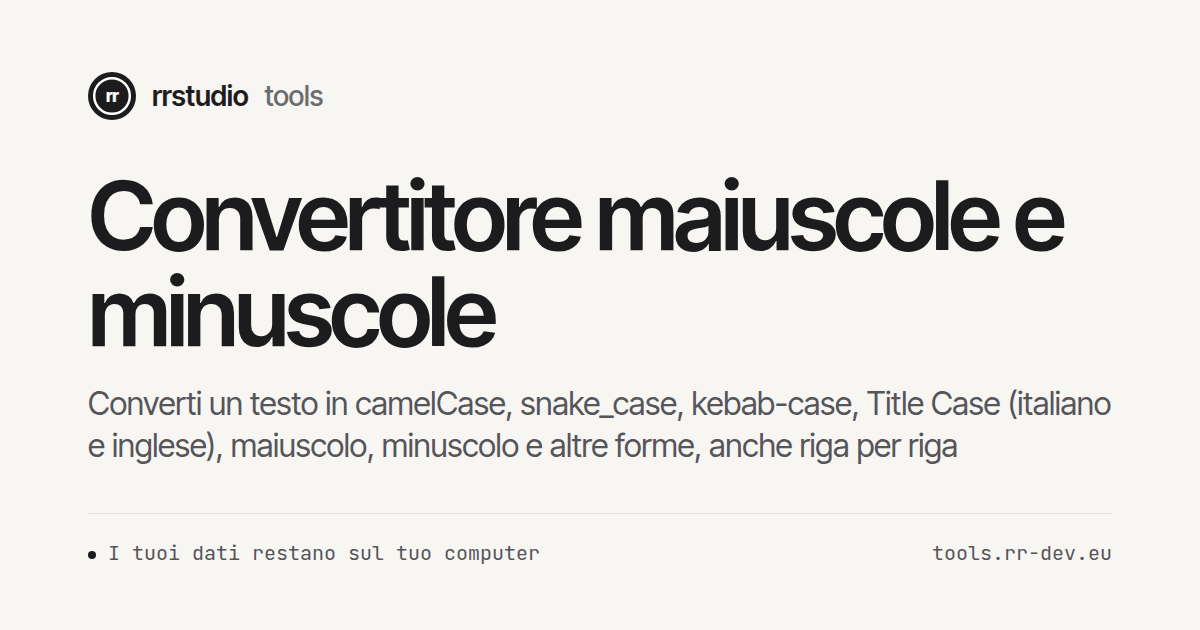 rr rrstudio tools
Convertitore maiuscole e
minuscole
Converti un testo in camelCase, snake_case, kebab-case, Title Case (italiano
e inglese), maiuscolo, minuscolo e altre forme, anche riga per riga
• I tuoi dati restano sul tuo computer
tools.rr-dev.eu